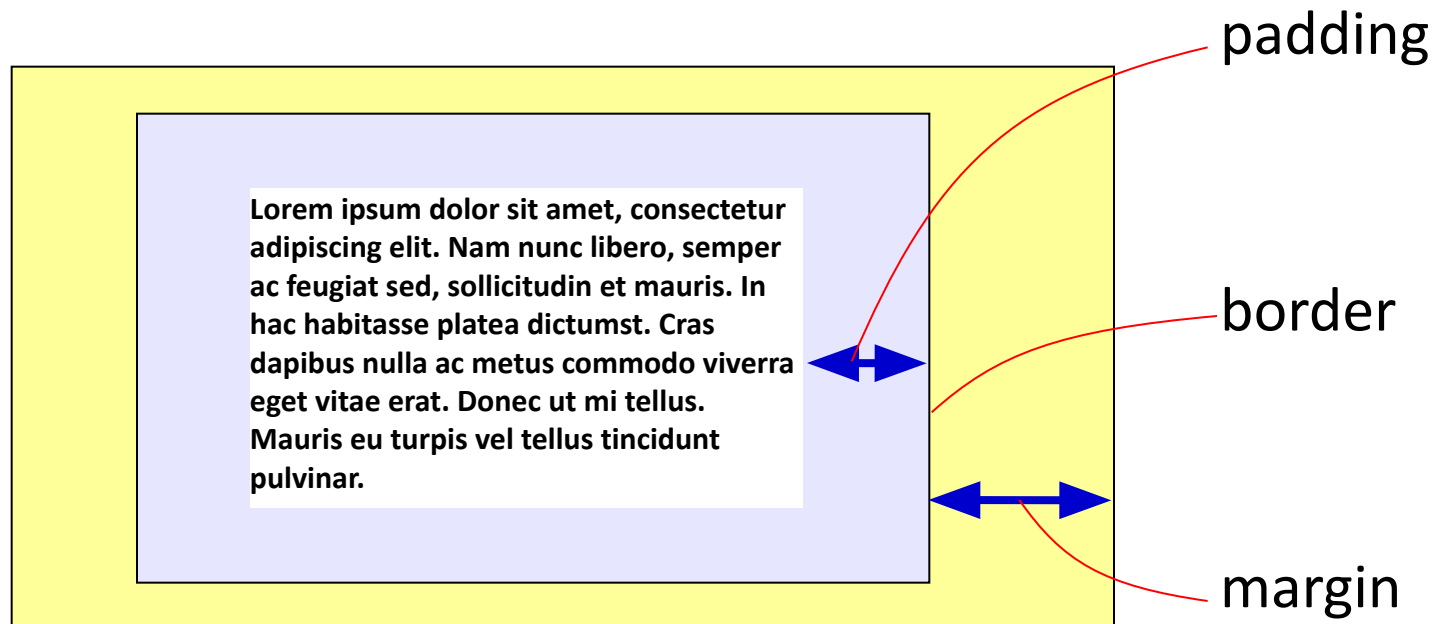 padding
Lorem ipsum dolor sit amet, consectetur
adipiscing elit. Nam nunc libero, semper
ac feugiat sed, sollicitudin et mauris. In
hac habitasse platea dictumst. Cras
dapibus nulla ac metus commodo viverra
eget vitae erat. Donec ut mi tellus.
Mauris eu turpis vel tellus tincidunt
pulvinar.
border
margin